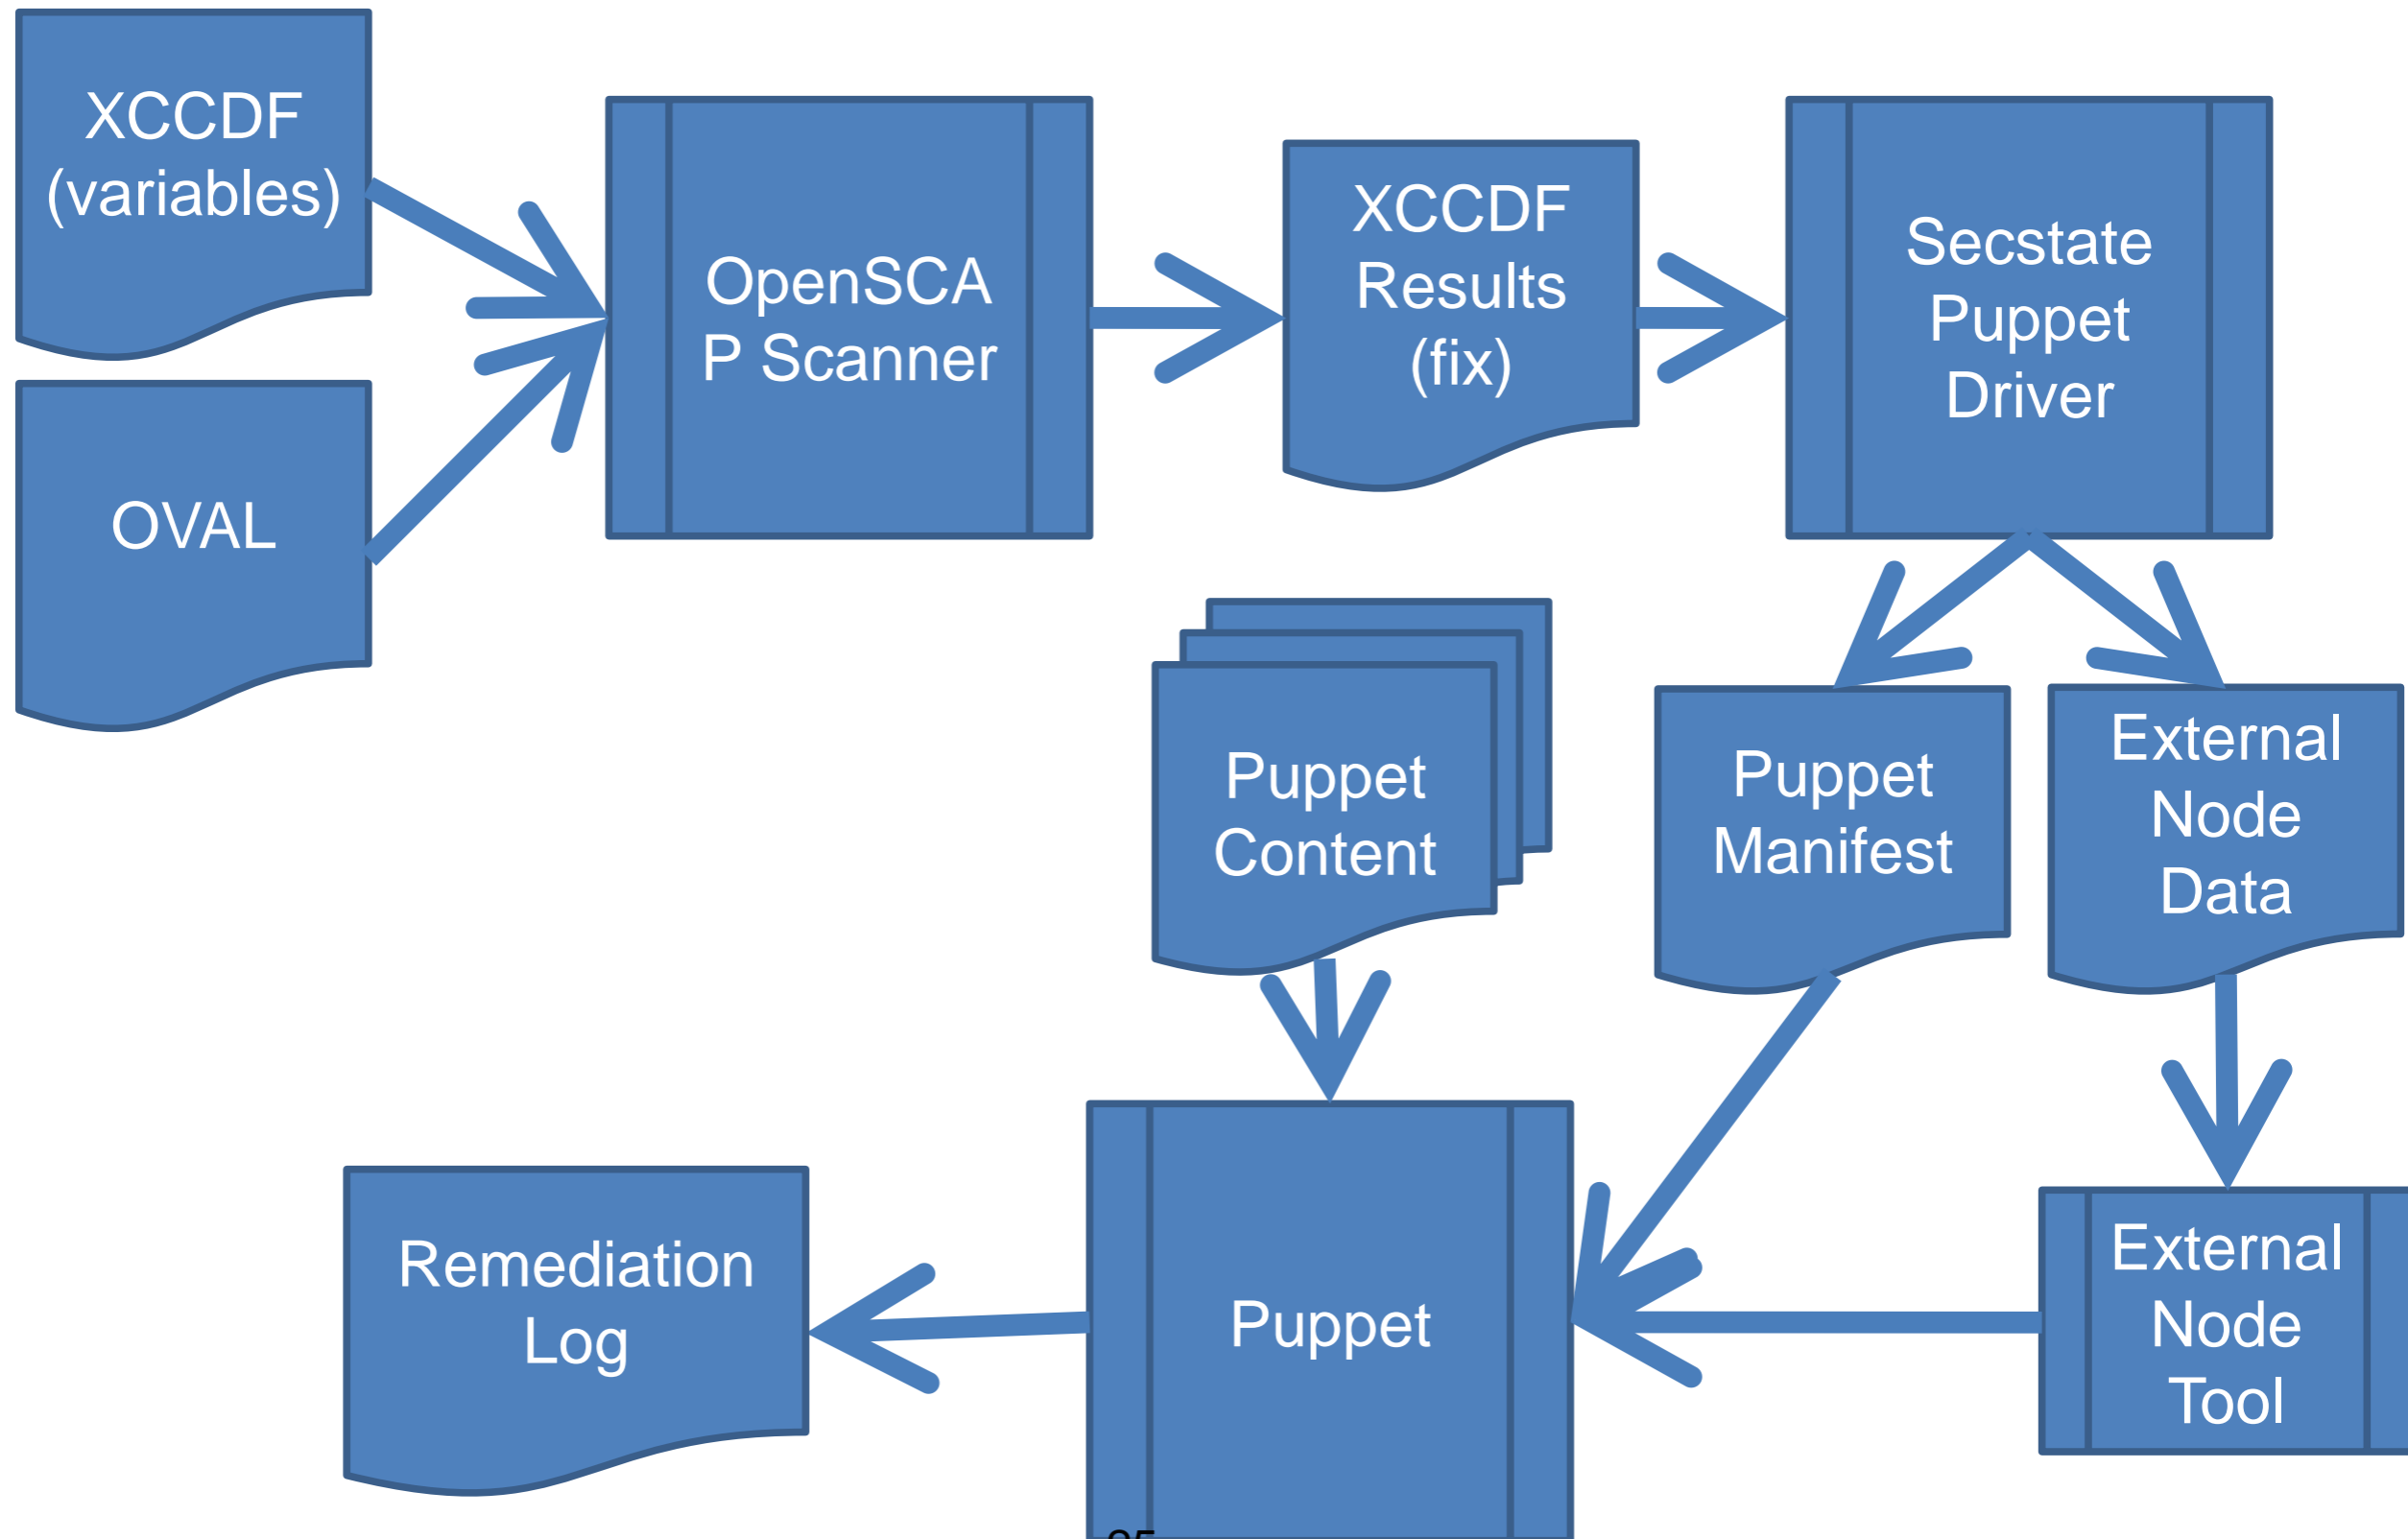 XCCDF
(variables)
OVAL
OpenSCA
P Scanner
XCCDF
Results
(fix)
Secstate
Puppet
Driver
Puppet
Content
Puppet
Manifest
External
Node
Data
Remediation
Log
Puppet
External
Node
Tool